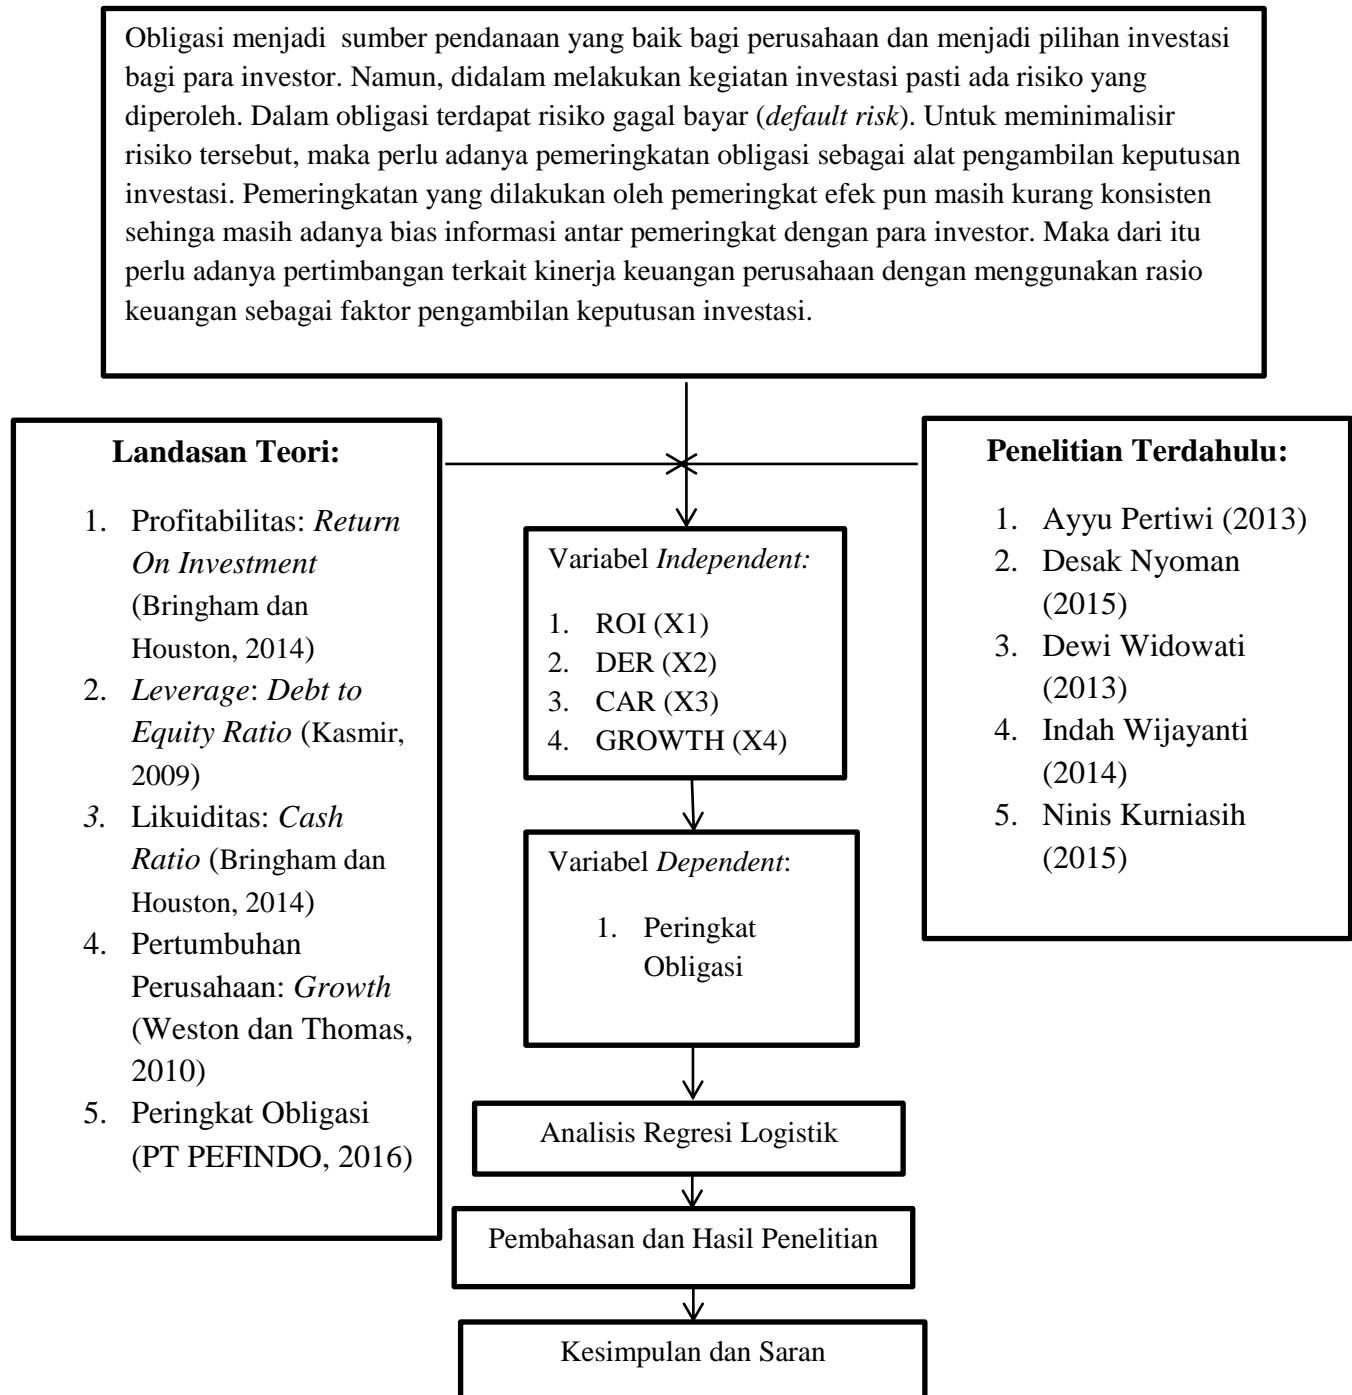 Obligasi menjadi  sumber pendanaan yang baik bagi perusahaan dan menjadi pilihan investasi
bagi para investor. Namun, didalam melakukan kegiatan investasi pasti ada risiko yang
diperoleh. Dalam obligasi terdapat risiko gagal bayar (default risk). Untuk meminimalisir
risiko tersebut, maka perlu adanya pemeringkatan obligasi sebagai alat pengambilan keputusan
investasi. Pemeringkatan yang dilakukan oleh pemeringkat efek pun masih kurang konsisten
sehinga masih adanya bias informasi antar pemeringkat dengan para investor. Maka dari itu
perlu adanya pertimbangan terkait kinerja keuangan perusahaan dengan menggunakan rasio
keuangan sebagai faktor pengambilan keputusan investasi.
Landasan Teori:
1. Profitabilitas: Return
On Investment
(Bringham dan
Houston, 2014)
2. Leverage: Debt to
Equity Ratio (Kasmir,
2009)
3. Likuiditas: Cash
Ratio (Bringham dan
Houston, 2014)
4. Pertumbuhan
Perusahaan: Growth
(Weston dan Thomas,
2010)
5. Peringkat Obligasi
(PT PEFINDO, 2016)
Variabel Independent:
1. ROI (X1)
2. DER (X2)
3. CAR (X3)
4. GROWTH (X4)
Variabel Dependent:
1. Peringkat
Obligasi
Penelitian Terdahulu:
1. Ayyu Pertiwi (2013)
2. Desak Nyoman
(2015)
3. Dewi Widowati
(2013)
4. Indah Wijayanti
(2014)
5. Ninis Kurniasih
(2015)
Analisis Regresi Logistik
Pembahasan dan Hasil Penelitian
Kesimpulan dan Saran